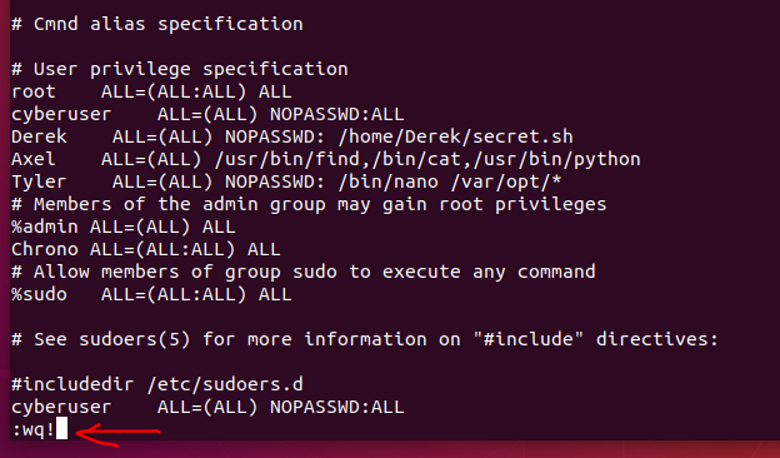 # Cmnd alias specification
# User privilege specification
root    ALL=(ALL:ALL) ALL
cyberuser    ALL=(ALL) NOPASSWD:ALL
Derek    ALL=(ALL) NOPASSWD: /home/Derek/secret.sh
Axel    ALL=(ALL) /usr/bin/find,/bin/cat,/usr/bin/python
Tyler    ALL=(ALL) NOPASSWD: /bin/nano /var/opt/*
# Members of the admin group may gain root privileges
%admin ALL=(ALL) ALL
Chrono ALL=(ALL:ALL) ALL
# Allow members of group sudo to execute any command
%sudo   ALL=(ALL:ALL) ALL
# See sudoers(5) for more information on "#include" directives:
#includedir /etc/sudoers.d
cyberuser    ALL=(ALL) NOPASSWD:ALL
:wq!